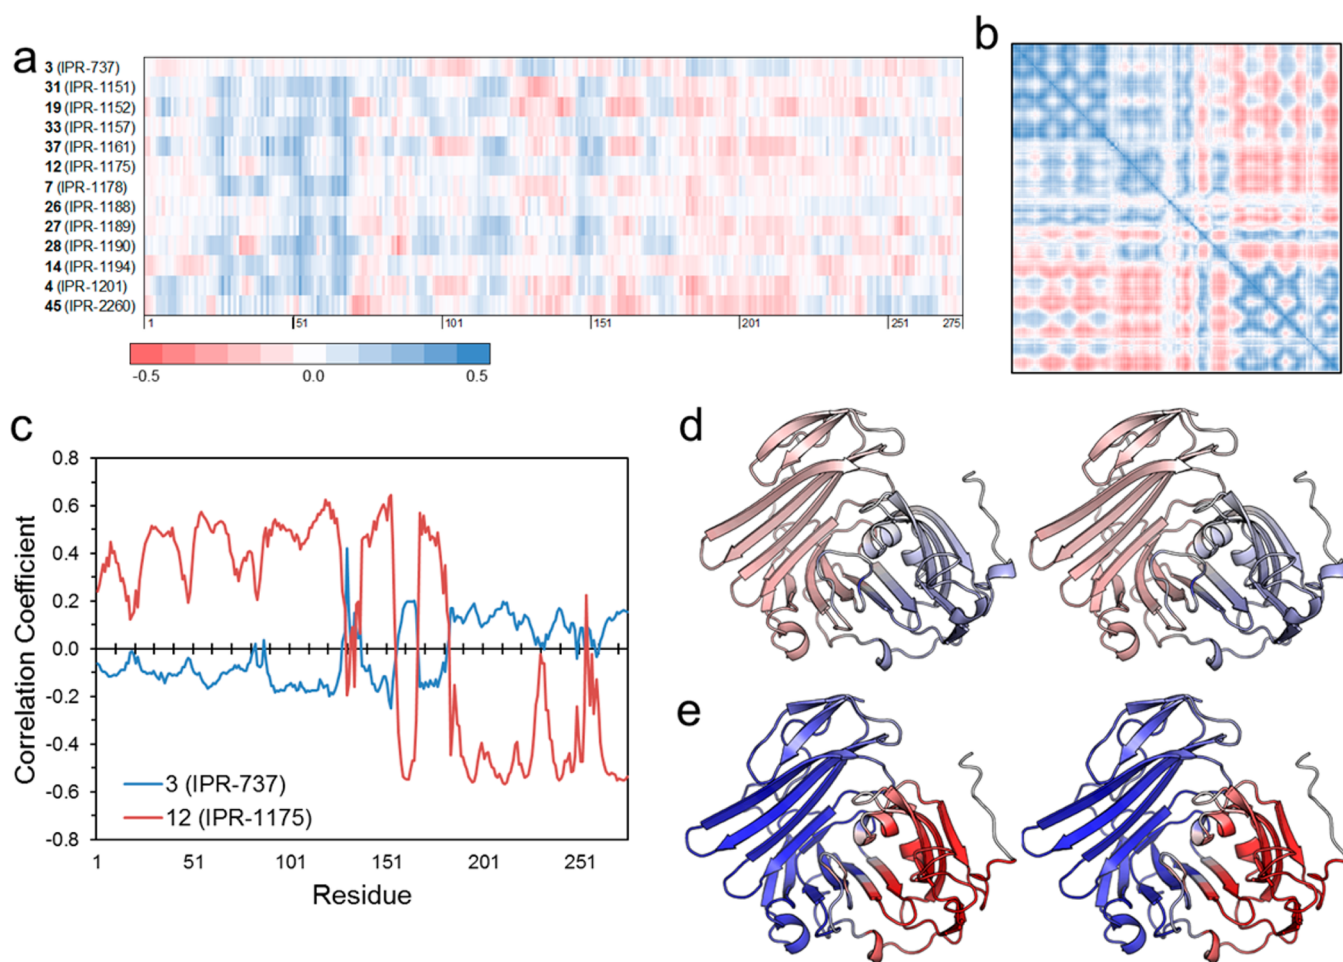 a
3 (IPR-737)
31 (IPR-1151)
19 (IPR-1152)
33 (IPR-1157)
37 (IPR-1161)
12 (IPR-1175)
7 (IPR-1178)
26 (IPR-1188)
27 (IPR-1189)
28 (IPR-1190)
14 (IPR-1194)
4 (IPR-1201)
45 (IPR-2260)
1 51 101 151 201 251 275
-0.5 0.0 0.5
b
c
Correlation Coefficient
0.8
0.6
0.4
0.2
0.0
-0.2
-0.4
-0.6
-0.8
3 (IPR-737)
12 (IPR-1175)
1 51 101 151 201 251
Residue
d
e